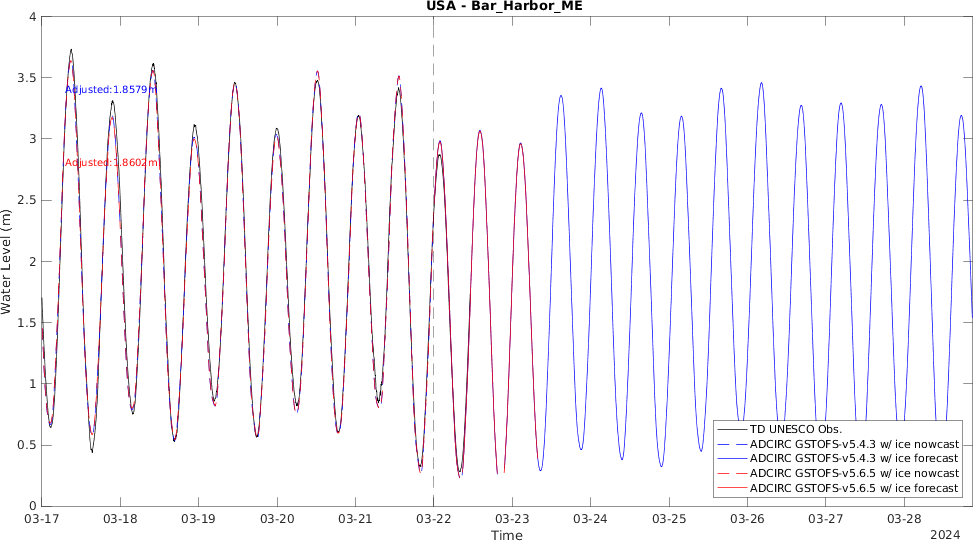 USA - Bar_Harbor_ME
4
3.5
3
2.5
2
1.5
1
0.5
0
Water Level (m)
Adjusted:1.8579m
Adjusted:1.8602m
TD UNESCO Obs.
ADCIRC GSTOFS-v5.4.3 w/ ice nowcast
ADCIRC GSTOFS-v5.4.3 w/ ice forecast
ADCIRC GSTOFS-v5.6.5 w/ ice nowcast
ADCIRC GSTOFS-v5.6.5 w/ ice forecast
03-17 03-18 03-19 03-20 03-21 03-22 03-23 03-24 03-25 03-26 03-27 03-28
Time
2024